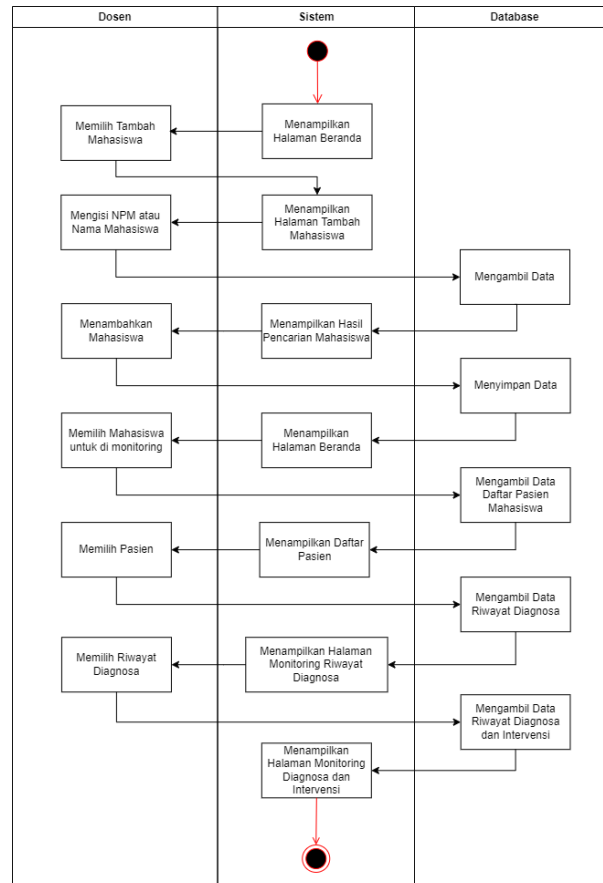 Dosen
Sistem
Database
Menampilkan
Halaman Beranda
Memilih Tambah
Mahasiswa
Menampilkan
Halaman Tambah
Mahasiswa
Mengisi NPM atau
Nama Mahasiswa
Mengambil Data
Menampilkan Hasil
Pencarian Mahasiswa
Menambahkan
Mahasiswa
Menyimpan Data
Menampilkan
Halaman Beranda
Memilih Mahasiswa
untuk di monitoring
Mengambil Data
Daftar Pasien
Mahasiswa
Menampilkan Daftar
Pasien
Memilih Pasien
Mengambil Data
Riwayat Diagnosa
Menampilkan Halaman
Monitoring Riwayat
Diagnosa
Memilih Riwayat
Diagnosa
Mengambil Data
Riwayat Diagnosa
dan Intervensi
Menampilkan
Halaman Monitoring
Diagnosa dan
Intervensi